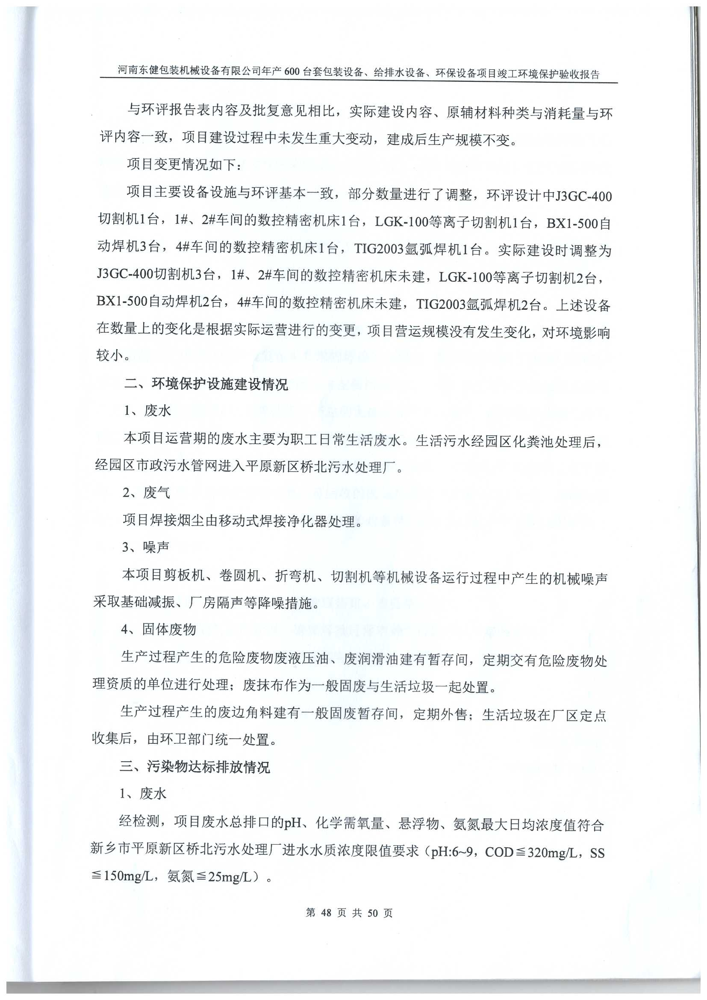 河南东健包装机械设备有限公司年产 600 台套包装设备、给排水设备、环保设备项目竣工环境保护验收报告
与环评报告表内容及批复意见相比，实际建设内容、原辅材料种类与消耗量与环
评内容一致，项目建设过程中未发生重大变动，建成后生产规模不变。
项目变更情况如下：
项目主要设备设施与环评基本一致，部分数量进行了调整，环评设计中J3GC-400
切割机1台，1#、2#车间的数控精密机床1台，LGK-100等离子切割机1台，BX1-500自
动焊机3台，4#车间的数控精密机床1台，TIG2003氩弧焊机1台。实际建设时调整为
J3GC-400切割机3台，1#、2#车间的数控精密机床未建，LGK-100等离子切割机2台，
BX1-500自动焊机2台，4#车间的数控精密机床未建，TIG2003氩弧焊机2台。上述设备
在数量上的变化是根据实际运营进行的变更，项目营运规模没有发生变化，对环境影响
较小。
二、环境保护设施建设情况
1、废水
本项目运营期的废水主要为职工日常生活废水。生活污水经园区化粪池处理后，
经园区市政污水管网进入平原新区桥北污水处理厂。
2、废气
项目焊接烟尘由移动式焊接净化器处理。
3、噪声
本项目剪板机、卷圆机、折弯机、切割机等机械设备运行过程中产生的机械噪声
采取基础减振、厂房隔声等降噪措施。
4、固体废物
生产过程产生的危险废物废液压油、废润滑油建有暂存间，定期交有危险废物处
理资质的单位进行处理；废抹布作为一般固废与生活垃圾一起处置。
生产过程产生的废边角料建有一般固废暂存间，定期外售；生活垃圾在厂区定点
收集后，由环卫部门统一处置。
三、污染物达标排放情况
1、废水
经检测，项目废水总排口的pH、化学需氧量、悬浮物、氨氮最大日均浓度值符合
新乡市平原新区桥北污水处理厂进水水质浓度限值要求（pH:6~9，COD≦320mg/L，SS
≦150mg/L，氨氮≦25mg/L）。
第 48 页 共 50 页